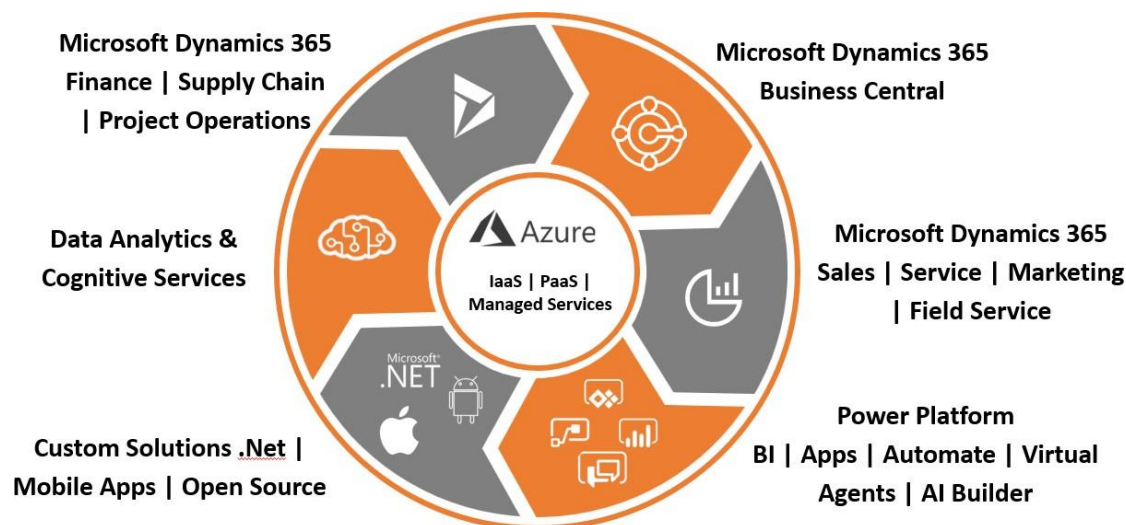 Microsoft Dynamics 365
Finance | Supply Chain
| Project Operations
Microsoft Dynamics 365
Business Central
Data Analytics &
Cognitive Services
Azure
IaaS | PaaS |
Managed Services
Microsoft Dynamics 365
Sales | Service | Marketing
| Field Service
Microsoft®
.NET
Custom Solutions .Net |
Mobile Apps | Open Source
Power Platform
BI | Apps | Automate | Virtual
Agents | AI Builder